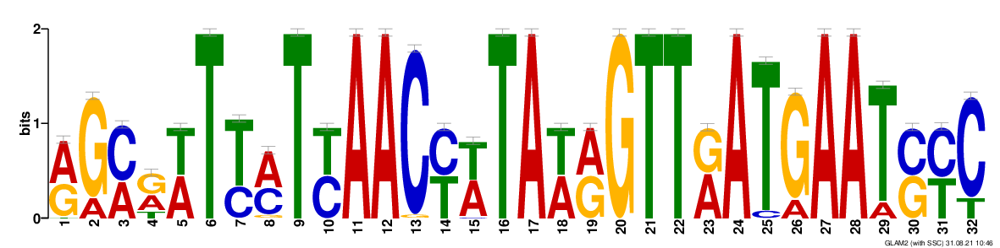 2
bits
1
0
A G C G T T T A T T A A C C T T A T A G T T G A T G A A T C C C
G A A A A C C C T A A G A C A A G T C
T T G G C
1 2 3 4 5 6 7 8 9 10 11 12 13 14 15 16 17 18 19 20 21 22 23 24 25 26 27 28 29 30 31 32
GLAM2 (with SSC) 31.08.21 10:46